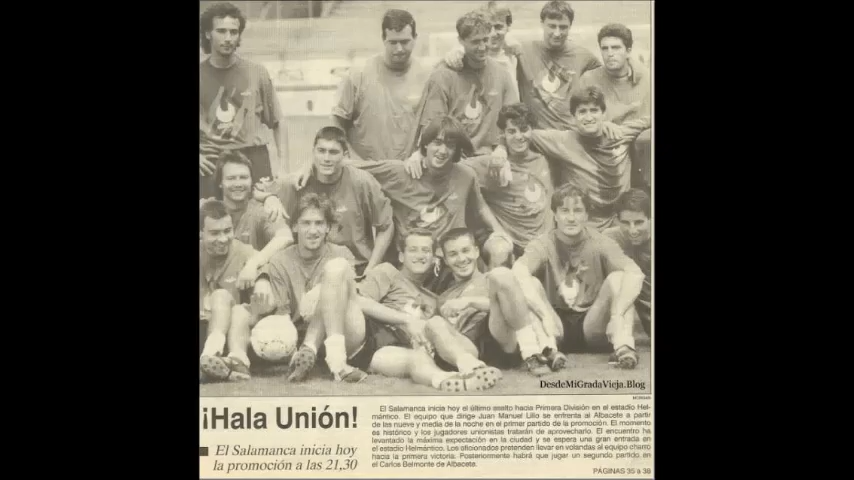 DesdeMiGradaVieja.Blog
MORIÑIGO
¡Hala Unión!
El Salamanca inicia hoy
la promoción a las 21,30
El Salamanca inicia hoy el último asalto hacia Primera División en el estadio Hel-
mántico. El equipo que dirige Juan Manuel Lillo se enfrenta al Albacete a partir
de las nueve y media de la noche en el primer partido de la promoción. El momento
es histórico y los jugadores unionistas tratarán de aprovecharlo. El encuentro ha
levantado la máxima expectación en la ciudad y se espera una gran entrada en
el estadio Helmántico. Los aficionados pretenden llevar en volandas al equipo charro
hacia la primera victoria. Posteriormente habrá que jugar un segundo partido en
el Carlos Belmonte de Albacete.
PÁGINAS 35 a 38